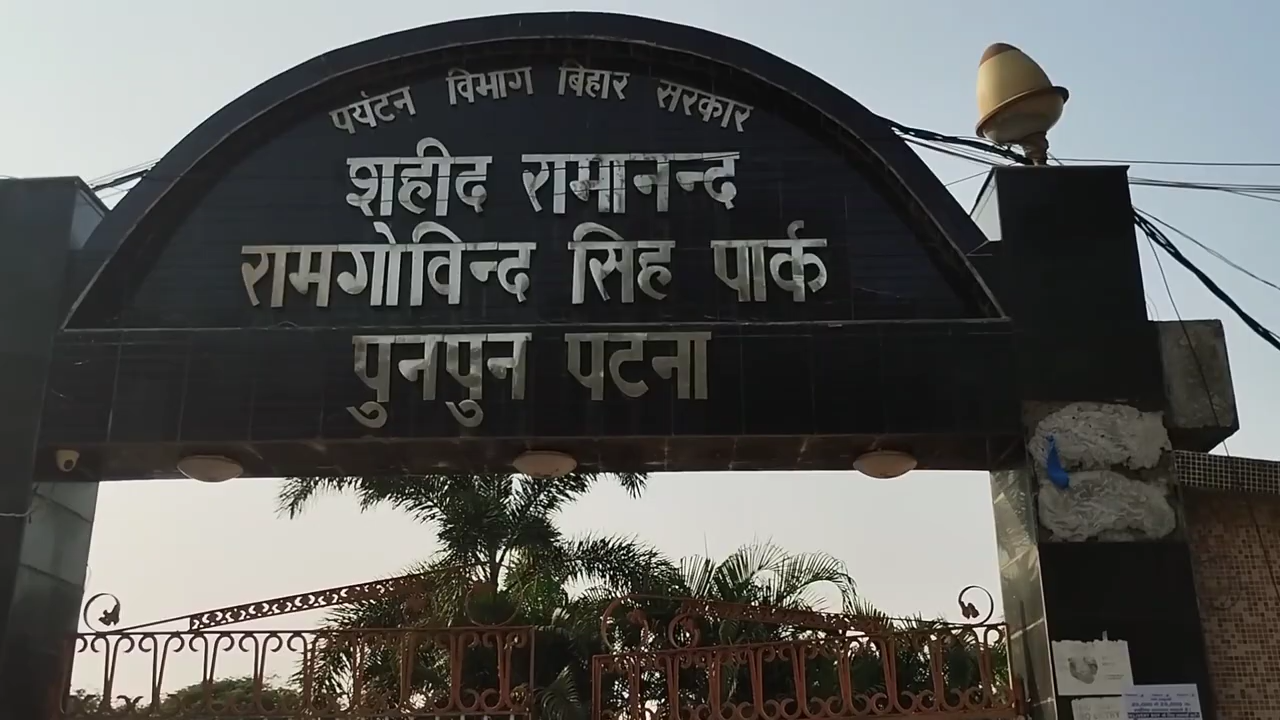 पर्यटन विभाग बिहार सरकार
शहीद रामानन्द
रामगोविन्द सिंह पार्क
पुनपुन पटना